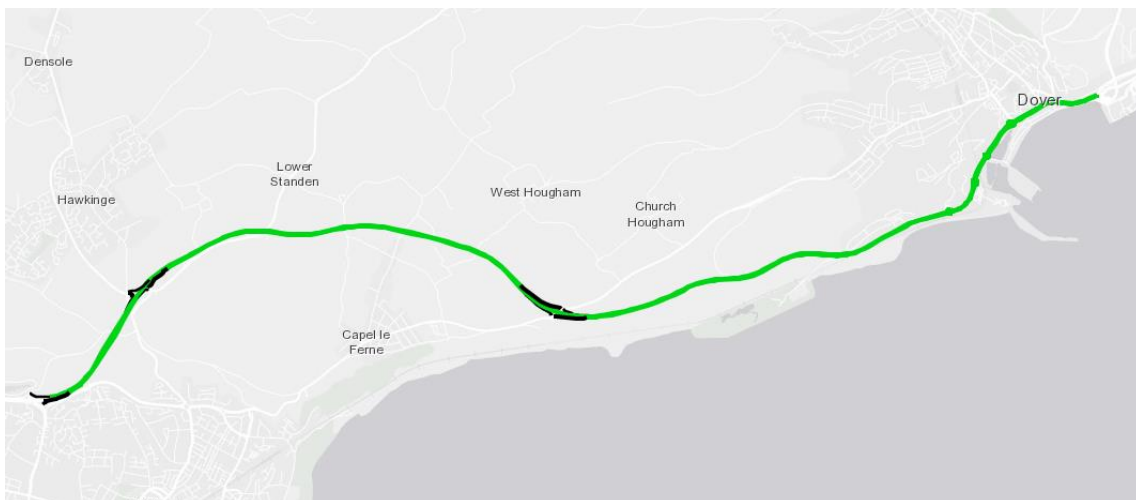 Densole
Dover
Lower
Standen
West Hougham
Hawkinge
Church
Hougham
Capel le
Ferne